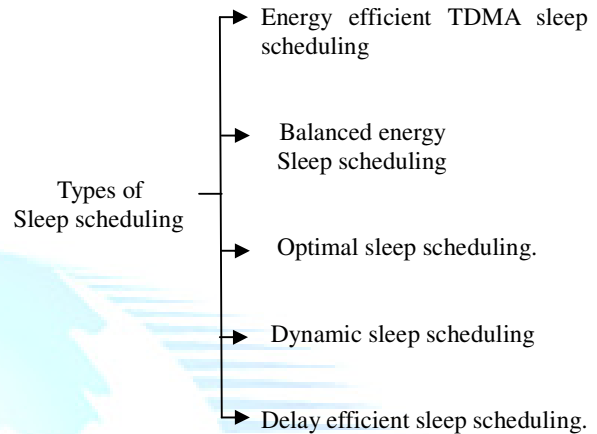 Energy efficient TDMA sleep
scheduling
Balanced energy
Sleep scheduling
Types of
Sleep scheduling
Optimal sleep scheduling.
Dynamic sleep scheduling
Delay efficient sleep scheduling.